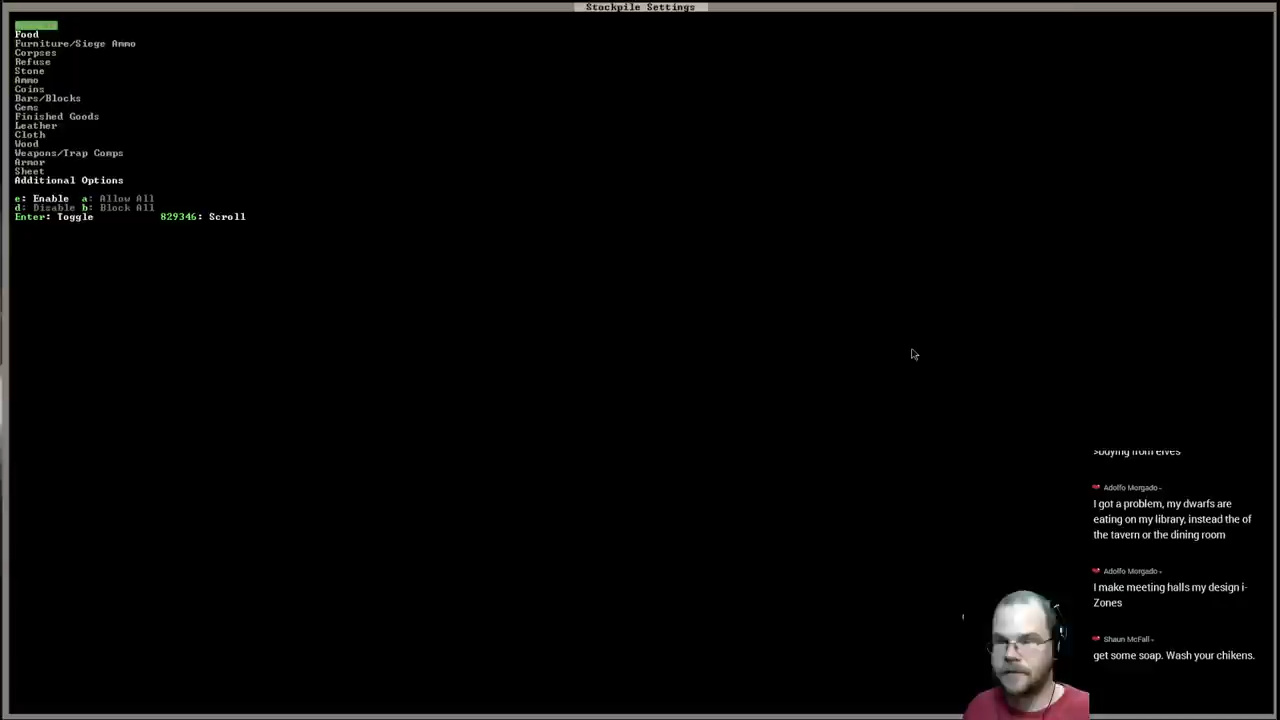 Stockpile Settings
Food
Furniture/Siege Ammo
Corpses
Refuse
Stone
Ammo
Coins
Bars/Blocks
Gems
Finished Goods
Leather
Cloth
Wood
Weapons/Trap Comps
Armor
Sheet
Additional Options
e: Enable a: Allow All
d: Disable b: Block All
Enter: Toggle 829346: Scroll
>buying from elves
Adolfo Morgado
I got a problem, my dwarfs are
eating on my library, instead the of
the tavern or the dining room
Adolfo Morgado
I make meeting halls my design i-
Zones
Shaun McFall
get some soap. Wash your chikens.